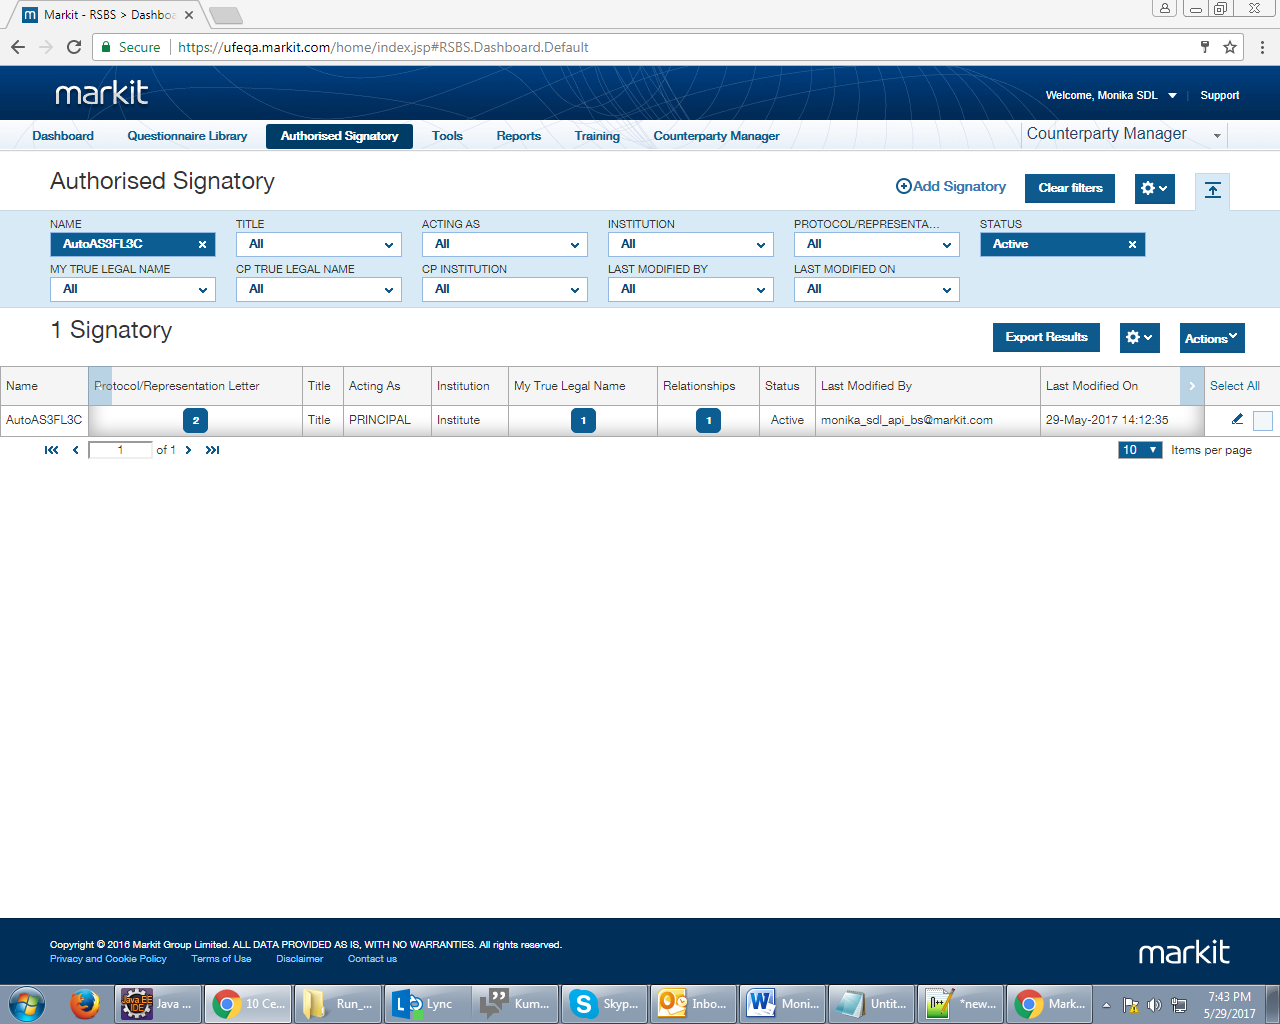 Markit - RSBS > Dashbo
Secure https://ufeqa.markit.com/home/index.jsp#RSBS.Dashboard.Default
markit
Welcome, Monika SDL Support
Dashboard Questionnaire Library Authorised Signatory Tools Reports Training Counterparty Manager Counterparty Manager
Authorised Signatory
Add Signatory Clear filters
NAME TITLE ACTING AS INSTITUTION PROTOCOL/REPRESENTA... STATUS
AutoAS3FL3C All All All All Active
MY TRUE LEGAL NAME CP TRUE LEGAL NAME CP INSTITUTION LAST MODIFIED BY LAST MODIFIED ON
All All All All All
1 Signatory
Export Results Actions
Name Protocol/Representation Letter Title Acting As Institution My True Legal Name Relationships Status Last Modified By Last Modified On Select All
AutoAS3FL3C 2 Title PRINCIPAL Institute 1 1 Active monika_sdl_api_bs@markit.com 29-May-2017 14:12:35
1 of 1 10 Items per page
Copyright © 2016 Markit Group Limited. ALL DATA PROVIDED AS IS, WITH NO WARRANTIES. All rights reserved.
Privacy and Cookie Policy Terms of Use Disclaimer Contact us
markit
Java EE IDE Java ... 10 Ce... Run_... Lync Kum... Skyp... Inbo... Moni... Untit... *new... Mark... 7:43 PM
5/29/2017